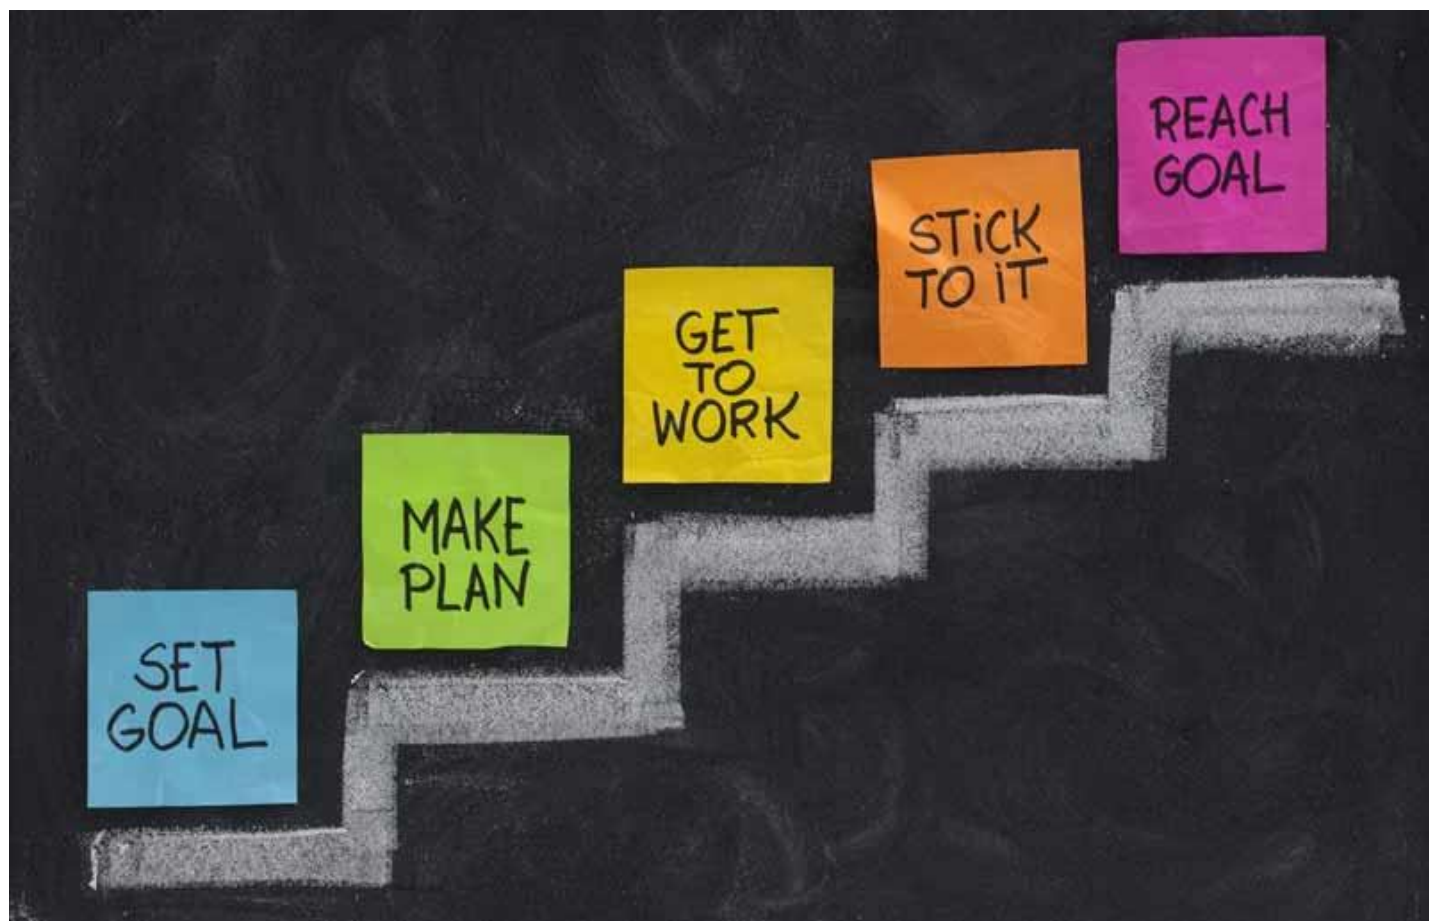 SET
GOAL
MAKE
PLAN
GET
TO
WORK
STiCK
TO iT
REACH
GOAL